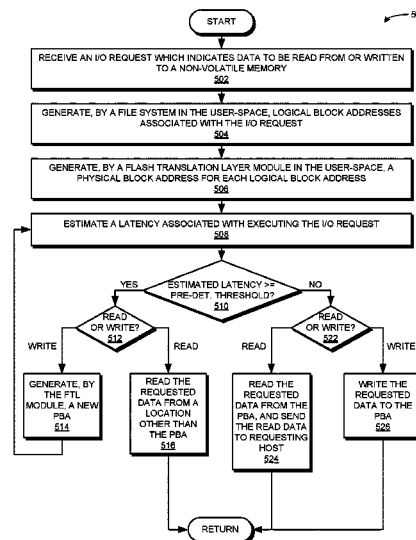 START
5
RECEIVE AN I/O REQUEST WHICH INDICATES DATA TO BE READ FROM OR WRITTEN
TO A NON-VOLATILE MEMORY
502
GENERATE, BY A FILE SYSTEM IN THE USER-SPACE, LOGICAL BLOCK ADDRESSES
ASSOCIATED WITH THE I/O REQUEST
504
GENERATE, BY A FLASH TRANSLATION LAYER MODULE IN THE USER-SPACE, A
PHYSICAL BLOCK ADDRESS FOR EACH LOGICAL BLOCK ADDRESS
506
ESTIMATE A LATENCY ASSOCIATED WITH EXECUTING THE I/O REQUEST
508
YES
ESTIMATED LATENCY >=
PRE-DET. THRESHOLD?
510
NO
READ
OR WRITE?
512
READ
OR WRITE?
522
WRITE
READ
READ
WRITE
GENERATE, BY
THE FTL
MODULE, A NEW
PBA
514
READ THE
REQUESTED
DATA FROM A
LOCATION
OTHER THAN
THE PBA
516
READ THE
REQUESTED
DATA FROM THE
PBA, AND SEND
THE READ DATA
TO REQUESTING
HOST
524
WRITE THE
REQUESTED
DATA TO THE
PBA
526
RETURN